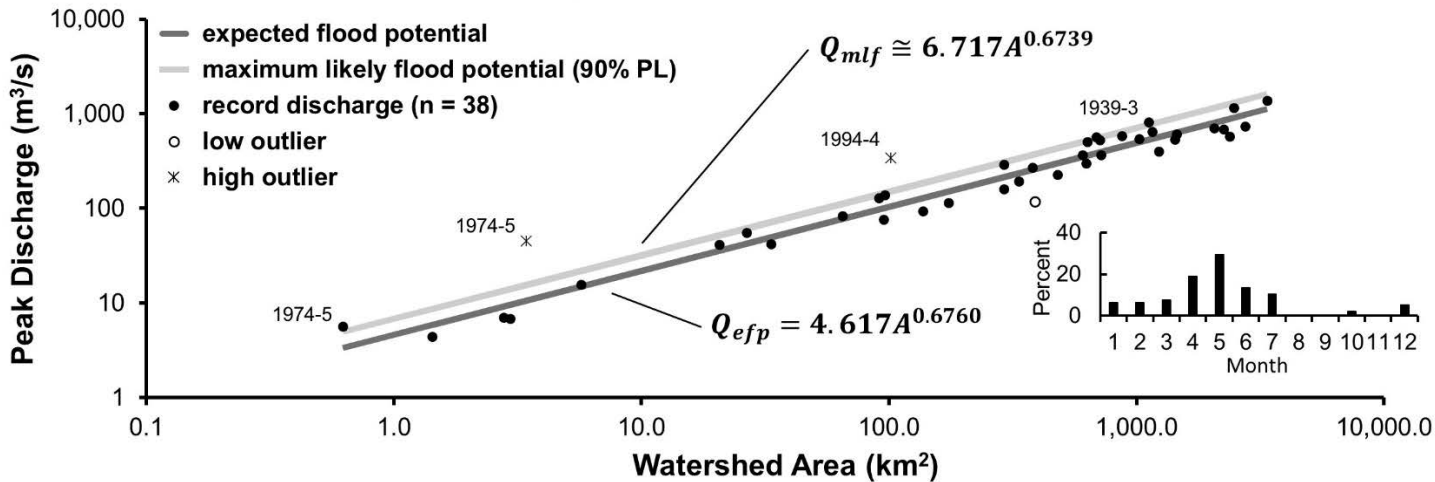 10,000
1,000
100
10
1
Peak Discharge (m³/s)
expected flood potential
maximum likely flood potential (90% PL)
record discharge (n = 38)
low outlier
high outlier
Q_mlf ≅ 6.717A^0.6739
1939-3
1994-4
1974-5
1974-5
Q_efp = 4.617A^0.6760
40
20
0
Percent
1 2 3 4 5 6 7 8 9 10 11 12
Month
0.1 1.0 10.0 100.0 1,000.0 10,000.0
Watershed Area (km²)